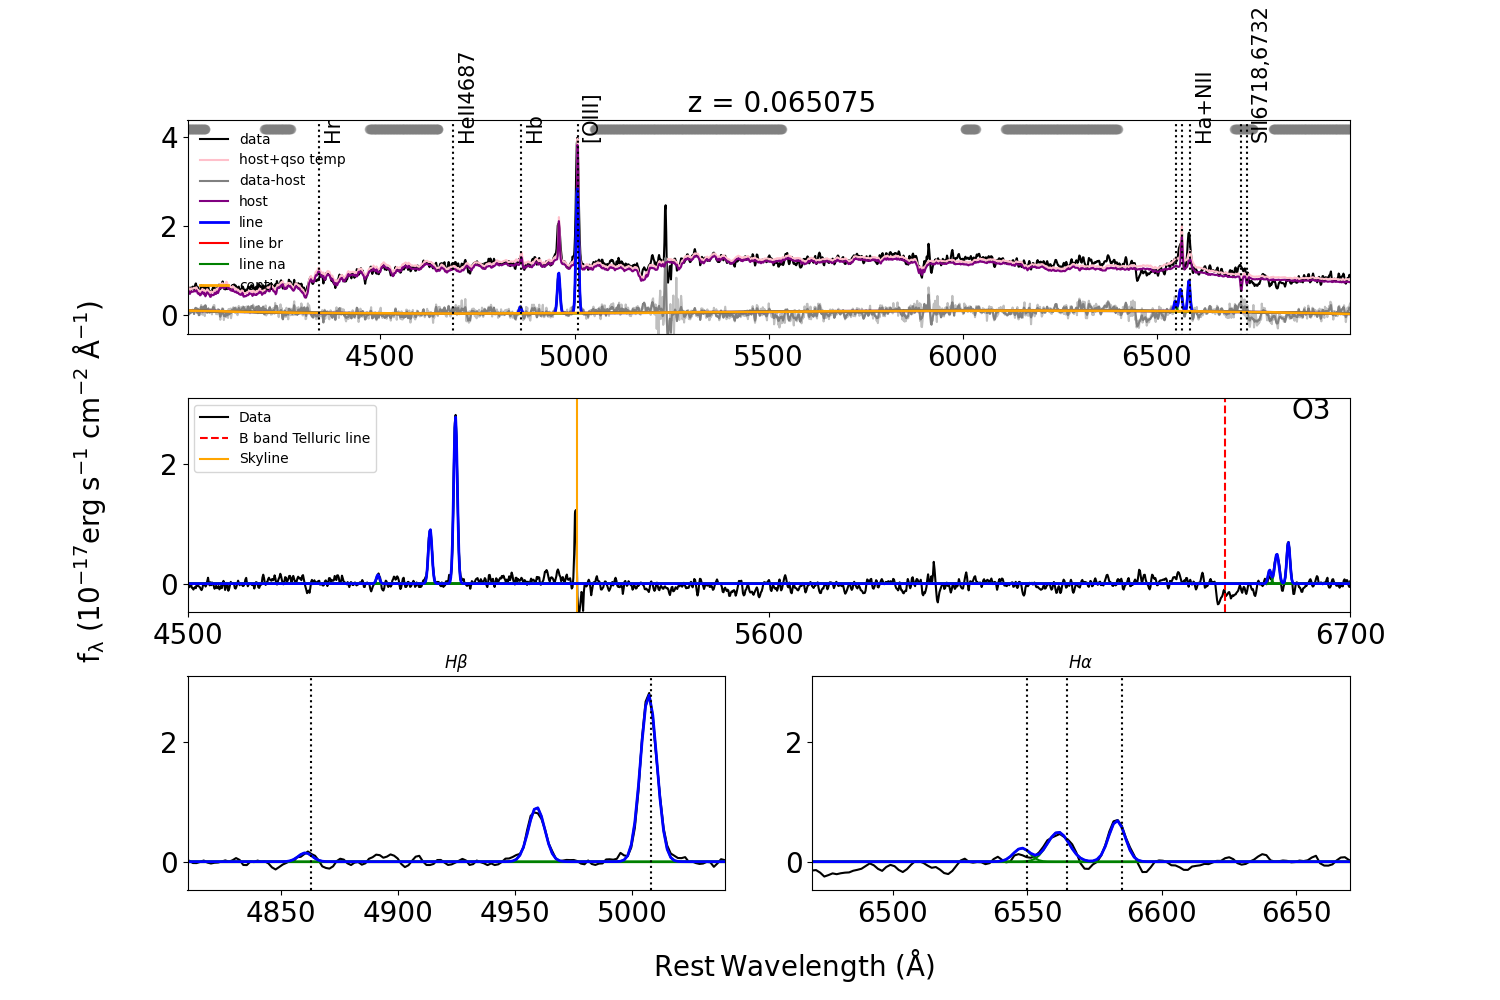 z = 0.065075
Hr
HeII4687
Hb
[OIII]
Ha+NII
SII6718,6732
data
host+qso temp
data-host
host
line
line br
line na
conti
4
2
0
4500
5000
5500
6000
6500
O3
Data
B band Telluric line
Skyline
2
0
4500
5600
6700
fλ (10⁻¹⁷erg s⁻¹ cm⁻² Å⁻¹)
Hβ
2
0
4850
4900
4950
5000
Hα
2
0
6500
6550
6600
6650
Rest Wavelength (Å)